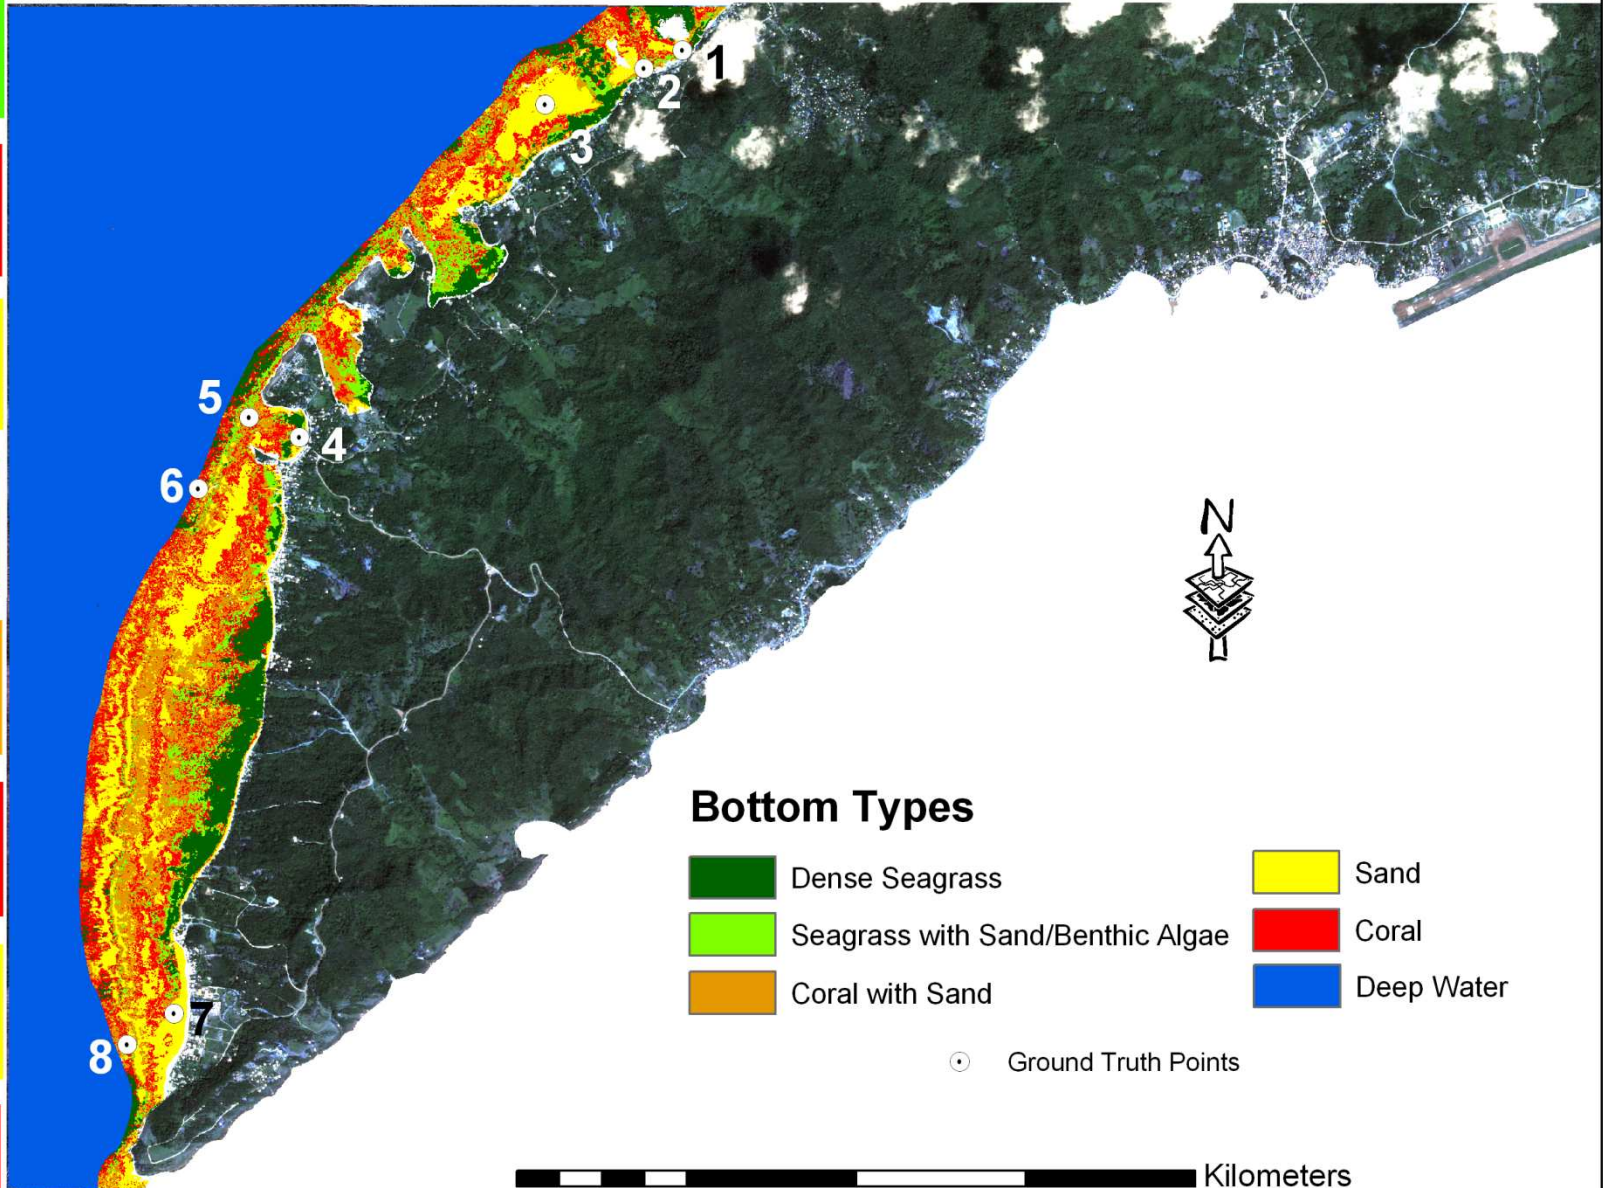 1
2
3
5
4
6
N
Bottom Types
Dense Seagrass
Sand
Seagrass with Sand/Benthic Algae
Coral
Coral with Sand
Deep Water
7
8
Ground Truth Points
Kilometers